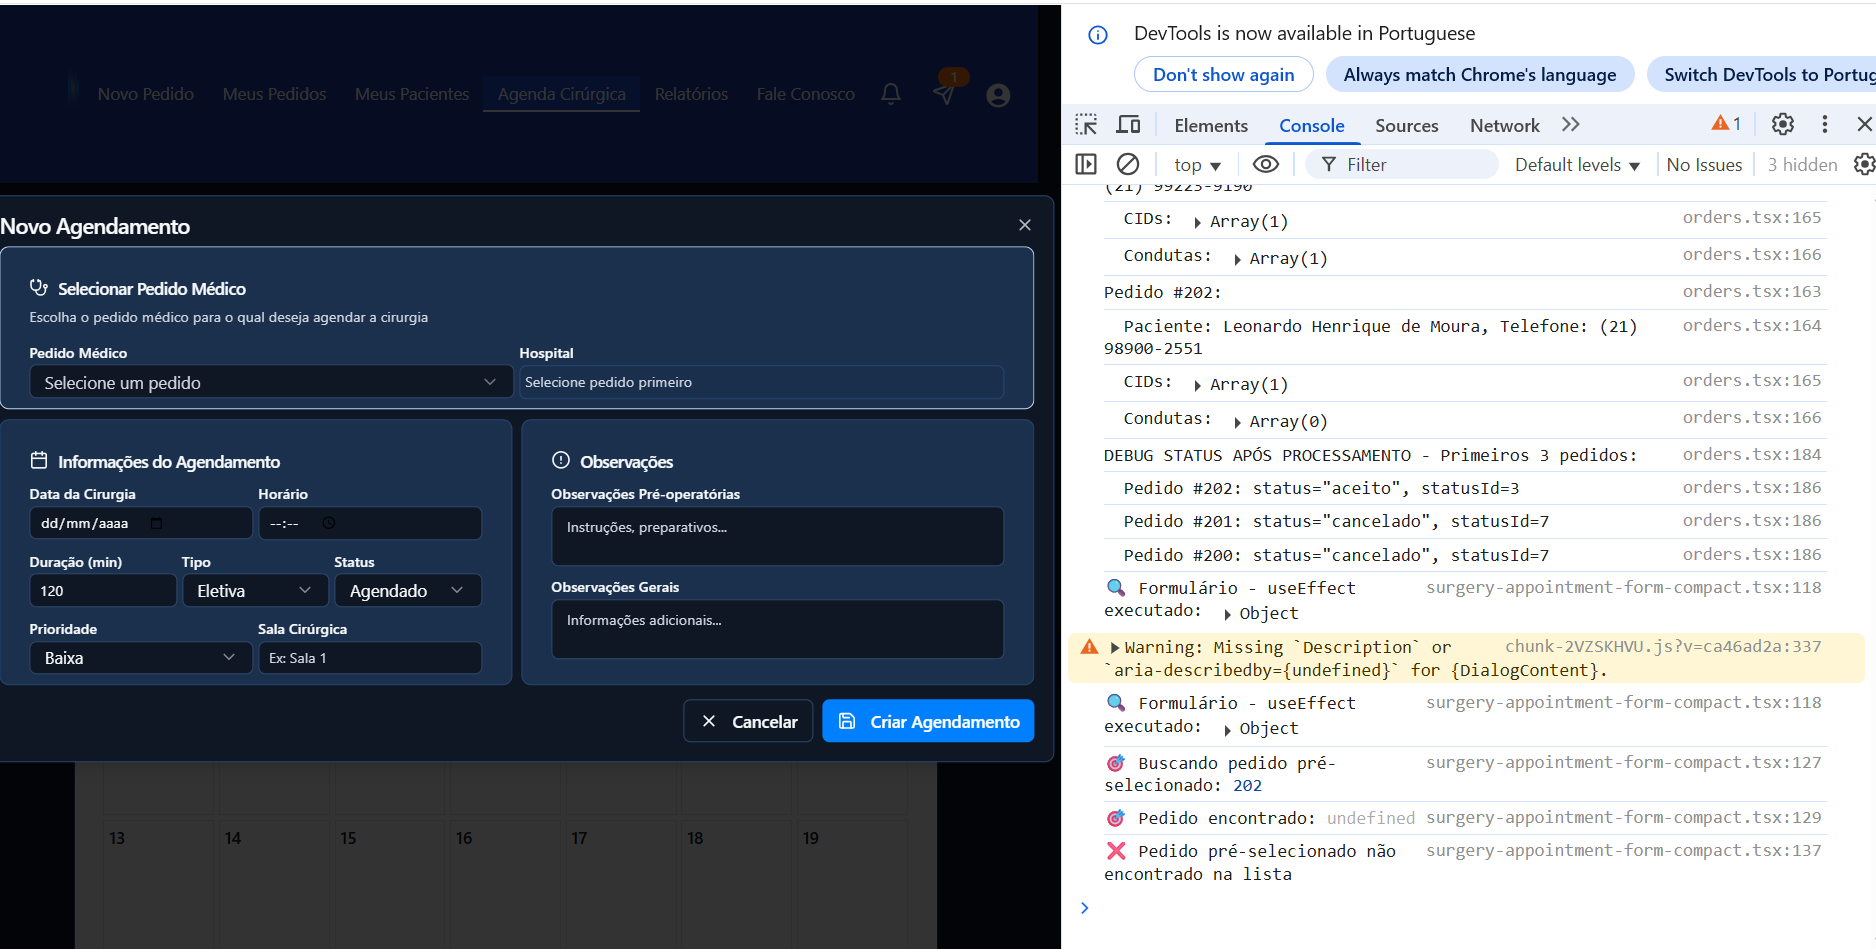 Novo Pedido
Meus Pedidos
Meus Pacientes
Agenda Cirúrgica
Relatórios
Fale Conosco
1
Novo Agendamento
Selecionar Pedido Médico
Escolha o pedido médico para o qual deseja agendar a cirurgia
Pedido Médico
Hospital
Selecione um pedido
Selecione pedido primeiro
Informações do Agendamento
Data da Cirurgia
Horário
dd/mm/aaaa
--:--
Duração (min)
Tipo
Status
120
Eletiva
Agendado
Prioridade
Sala Cirúrgica
Baixa
Ex: Sala 1
Observações
Observações Pré-operatórias
Instruções, preparativos...
Observações Gerais
Informações adicionais...
Cancelar
Criar Agendamento
13
14
15
16
17
18
19
DevTools is now available in Portuguese
Don't show again
Always match Chrome's language
Switch DevTools to Portug
Elements
Console
Sources
Network
1
top
Filter
Default levels
No Issues
3 hidden
(21) 99223-9190
CIDs: Array(1) orders.tsx:165
Condutas: Array(1) orders.tsx:166
Pedido #202: orders.tsx:163
Paciente: Leonardo Henrique de Moura, Telefone: (21) orders.tsx:164
98900-2551
CIDs: Array(1) orders.tsx:165
Condutas: Array(0) orders.tsx:166
DEBUG STATUS APÓS PROCESSAMENTO - Primeiros 3 pedidos: orders.tsx:184
Pedido #202: status="aceito", statusId=3 orders.tsx:186
Pedido #201: status="cancelado", statusId=7 orders.tsx:186
Pedido #200: status="cancelado", statusId=7 orders.tsx:186
🔍 Formulário - useEffect surgery-appointment-form-compact.tsx:118
executado: Object
Warning: Missing `Description` or chunk-2VZSKHVU.js?v=ca46ad2a:337
`aria-describedby={undefined}` for {DialogContent}.
🔍 Formulário - useEffect surgery-appointment-form-compact.tsx:118
executado: Object
🎯 Buscando pedido pré- surgery-appointment-form-compact.tsx:127
selecionado: 202
🎯 Pedido encontrado: undefined surgery-appointment-form-compact.tsx:129
❌ Pedido pré-selecionado não surgery-appointment-form-compact.tsx:137
encontrado na lista